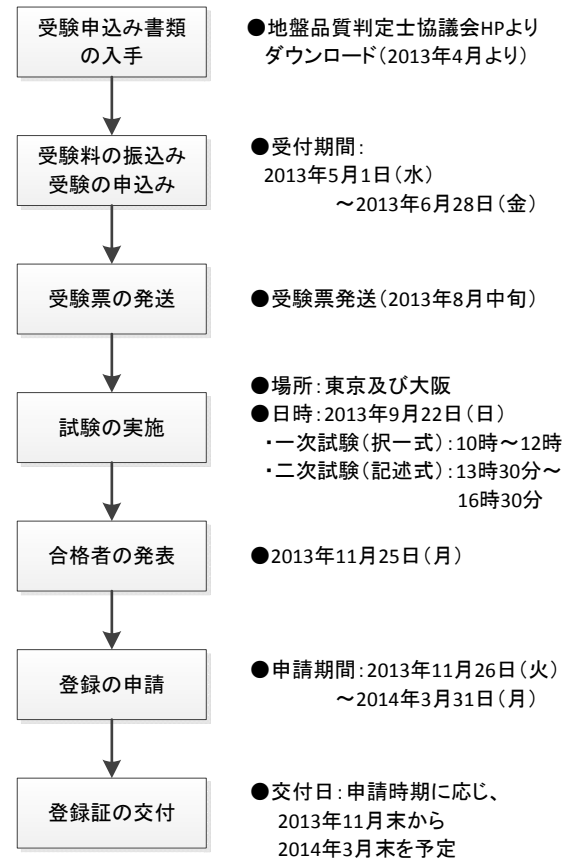 受験申込み書類
の入手
●地盤品質判定士協議会HPより
ダウンロード（2013年4月より）
受験料の振込み
受験の申込み
●受付期間：
2013年5月1日（水）
～2013年6月28日（金）
受験票の発送
●受験票発送（2013年8月中旬）
試験の実施
●場所：東京及び大阪
●日時：2013年9月22日（日）
・一次試験（択一式）：10時～12時
・二次試験（記述式）：13時30分～
16時30分
合格者の発表
●2013年11月25日（月）
登録の申請
●申請期間：2013年11月26日（火）
～2014年3月31日（月）
登録証の交付
●交付日：申請時期に応じ、
2013年11月末から
2014年3月末を予定